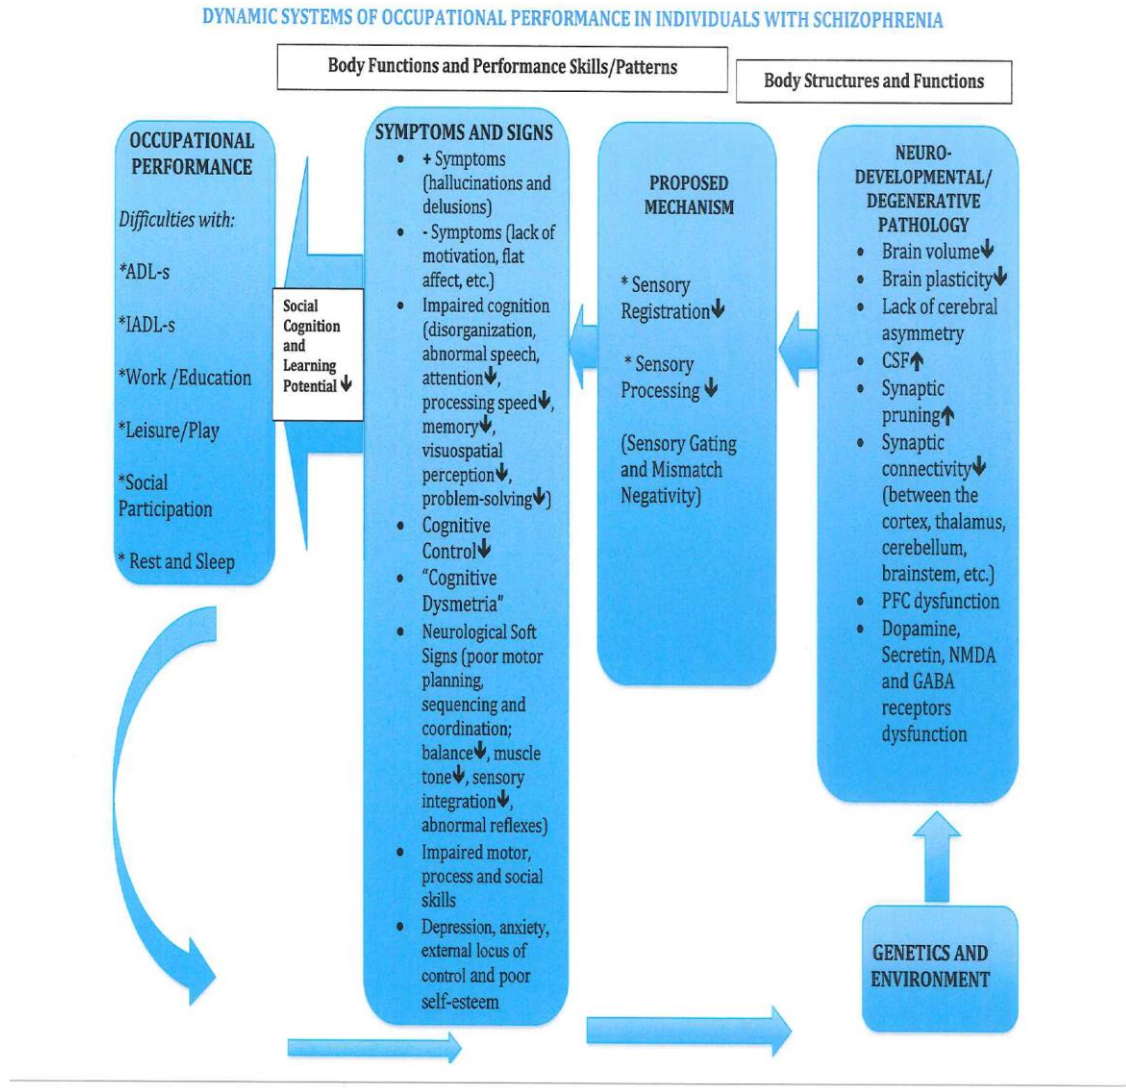 DYNAMIC SYSTEMS OF OCCUPATIONAL PERFORMANCE IN INDIVIDUALS WITH SCHIZOPHRENIA
Body Functions and Performance Skills/Patterns
Body Structures and Functions
OCCUPATIONAL
PERFORMANCE
Difficulties with:
*ADL-s
*IADL-s
*Work /Education
*Leisure/Play
*Social
Participation
* Rest and Sleep
Social
Cognition
and
Learning
Potential ↓
SYMPTOMS AND SIGNS
• + Symptoms
(hallucinations and
delusions)
• - Symptoms (lack of
motivation, flat
affect, etc.)
• Impaired cognition
(disorganization,
abnormal speech,
attention↓,
processing speed↓,
memory↓,
visuospatial
perception↓,
problem-solving↓)
• Cognitive
Control↓
• “Cognitive
Dysmetria”
• Neurological Soft
Signs (poor motor
planning,
sequencing and
coordination;
balance↓, muscle
tone↓, sensory
integration↓,
abnormal reflexes)
• Impaired motor,
process and social
skills
• Depression, anxiety,
external locus of
control and poor
self-esteem
PROPOSED
MECHANISM
* Sensory
Registration↓
* Sensory
Processing ↓
(Sensory Gating
and Mismatch
Negativity)
NEURO-
DEVELOPMENTAL/
DEGENERATIVE
PATHOLOGY
• Brain volume↓
• Brain plasticity↓
• Lack of cerebral
asymmetry
• CSF↑
• Synaptic
pruning↑
• Synaptic
connectivity↓
(between the
cortex, thalamus,
cerebellum,
brainstem, etc.)
• PFC dysfunction
• Dopamine,
Secretin, NMDA
and GABA
receptors
dysfunction
GENETICS AND
ENVIRONMENT